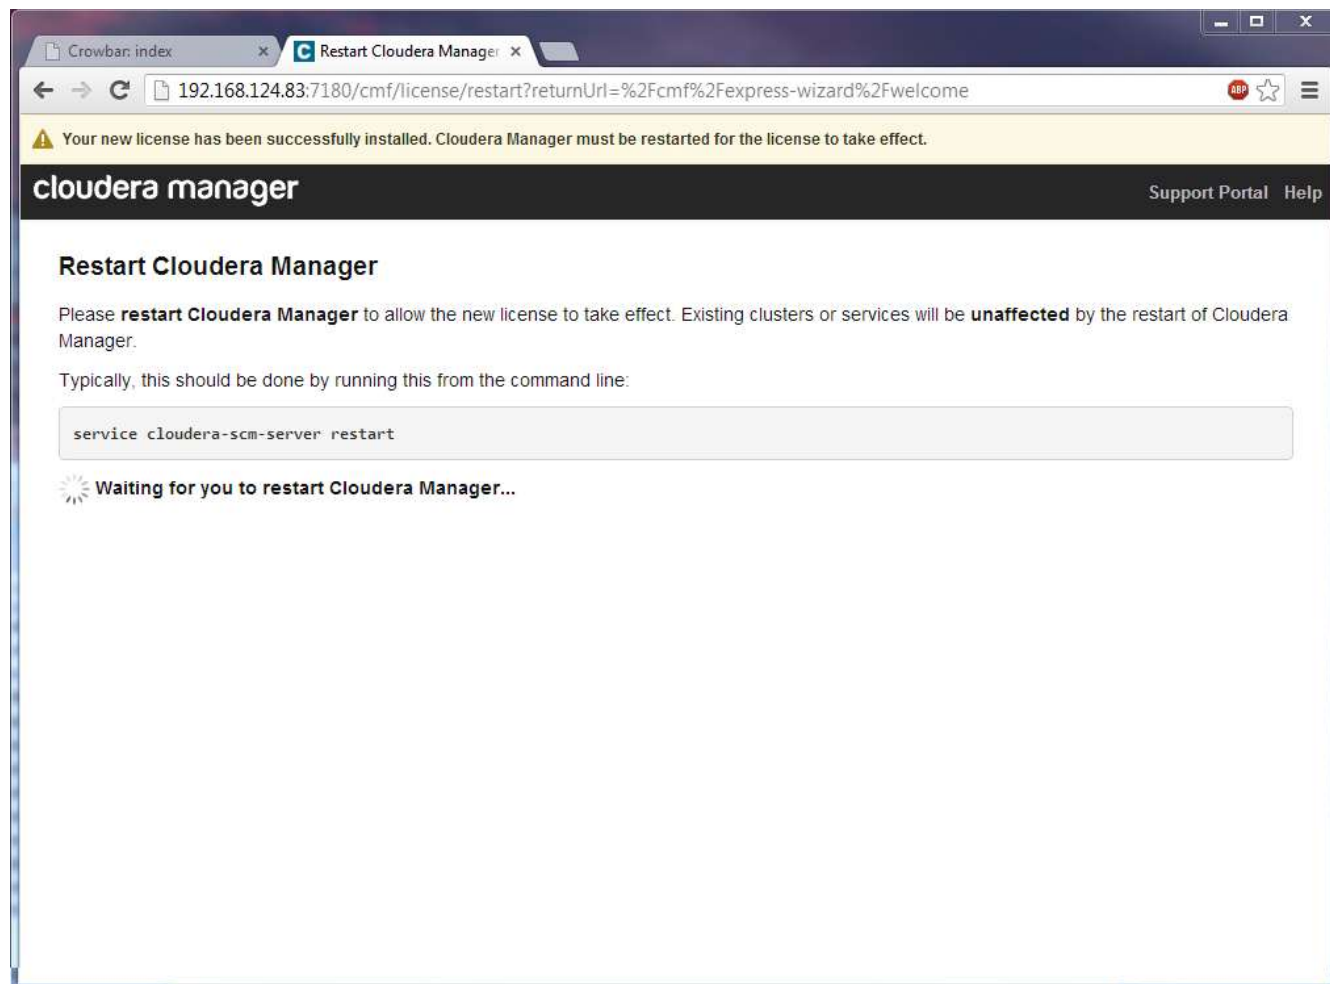 Crowbar: index
Restart Cloudera Manager
192.168.124.83:7180/cmf/license/restart?returnUrl=%2Fcmf%2Fexpress-wizard%2Fwelcome
ABP
Your new license has been successfully installed. Cloudera Manager must be restarted for the license to take effect.
cloudera manager
Support Portal Help
Restart Cloudera Manager
Please restart Cloudera Manager to allow the new license to take effect. Existing clusters or services will be unaffected by the restart of Cloudera
Manager.
Typically, this should be done by running this from the command line:
service cloudera-scm-server restart
Waiting for you to restart Cloudera Manager...